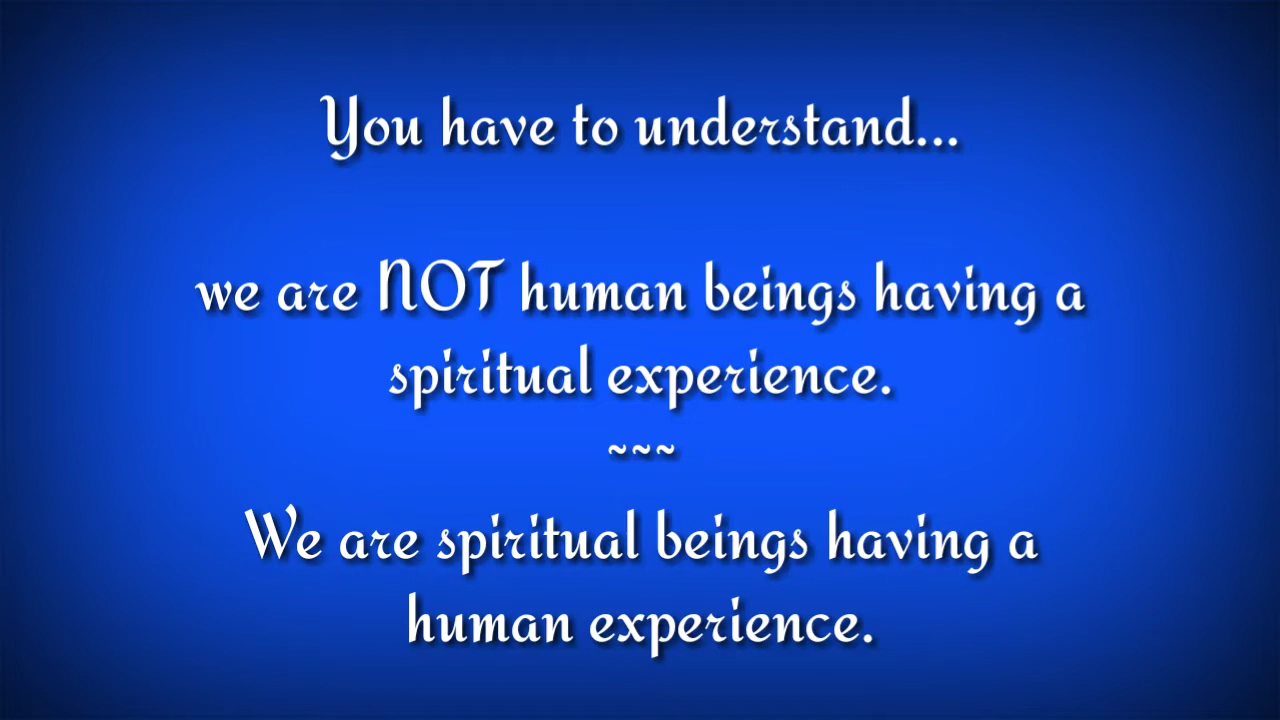 You have to understand...
we are NOT human beings having a
spiritual experience.
~~~
We are spiritual beings having a
human experience.